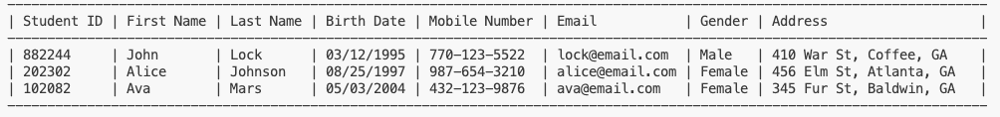 | Student ID | First Name | Last Name | Birth Date | Mobile Number | Email           | Gender | Address                 |
| 882244     | John       | Lock      | 03/12/1995 | 770-123-5522  | lock@email.com  | Male   | 410 War St, Coffee, GA  |
| 202302     | Alice      | Johnson   | 08/25/1997 | 987-654-3210  | alice@email.com | Female | 456 Elm St, Atlanta, GA |
| 102082     | Ava        | Mars      | 05/03/2004 | 432-123-9876  | ava@email.com   | Female | 345 Fur St, Baldwin, GA |